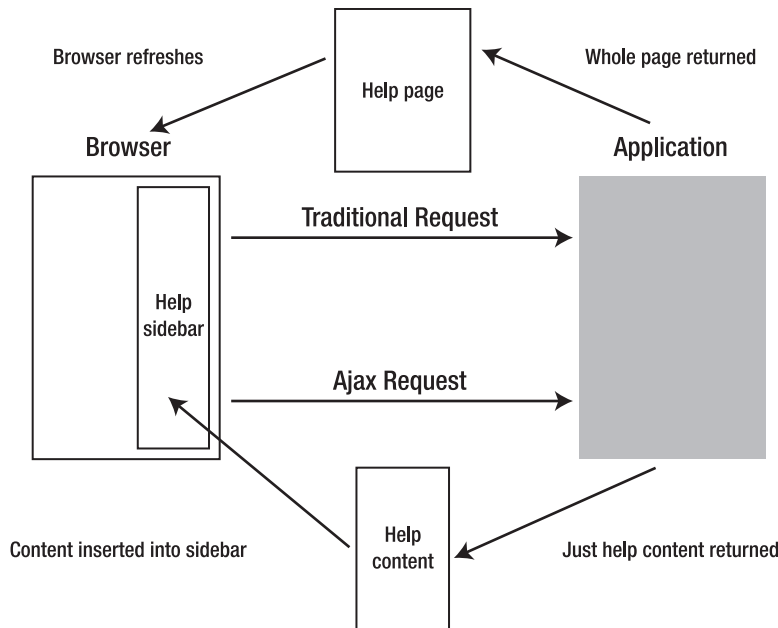 Browser refreshes
Help page
Whole page returned
Browser
Application
Traditional Request
Help
sidebar
Ajax Request
Content inserted into sidebar
Help
content
Just help content returned